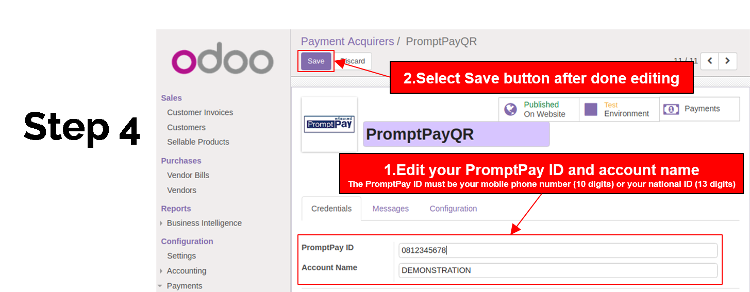 Step 4
odoo
Sales
Customer Invoices
Customers
Sellable Products
Purchases
Vendor Bills
Vendors
Reports
Business Intelligence
Configuration
Settings
Accounting
Payments
Payment Acquirers / PromptPayQR
Save
Discard
11 / 11
2.Select Save button after done editing
PromptPay
PromptPayQR
Published
On Website
Test
Environment
Payments
1.Edit your PromptPay ID and account name
The PromptPay ID must be your mobile phone number (10 digits) or your national ID (13 digits)
Credentials
Messages
Configuration
PromptPay ID
0812345678
Account Name
DEMONSTRATION